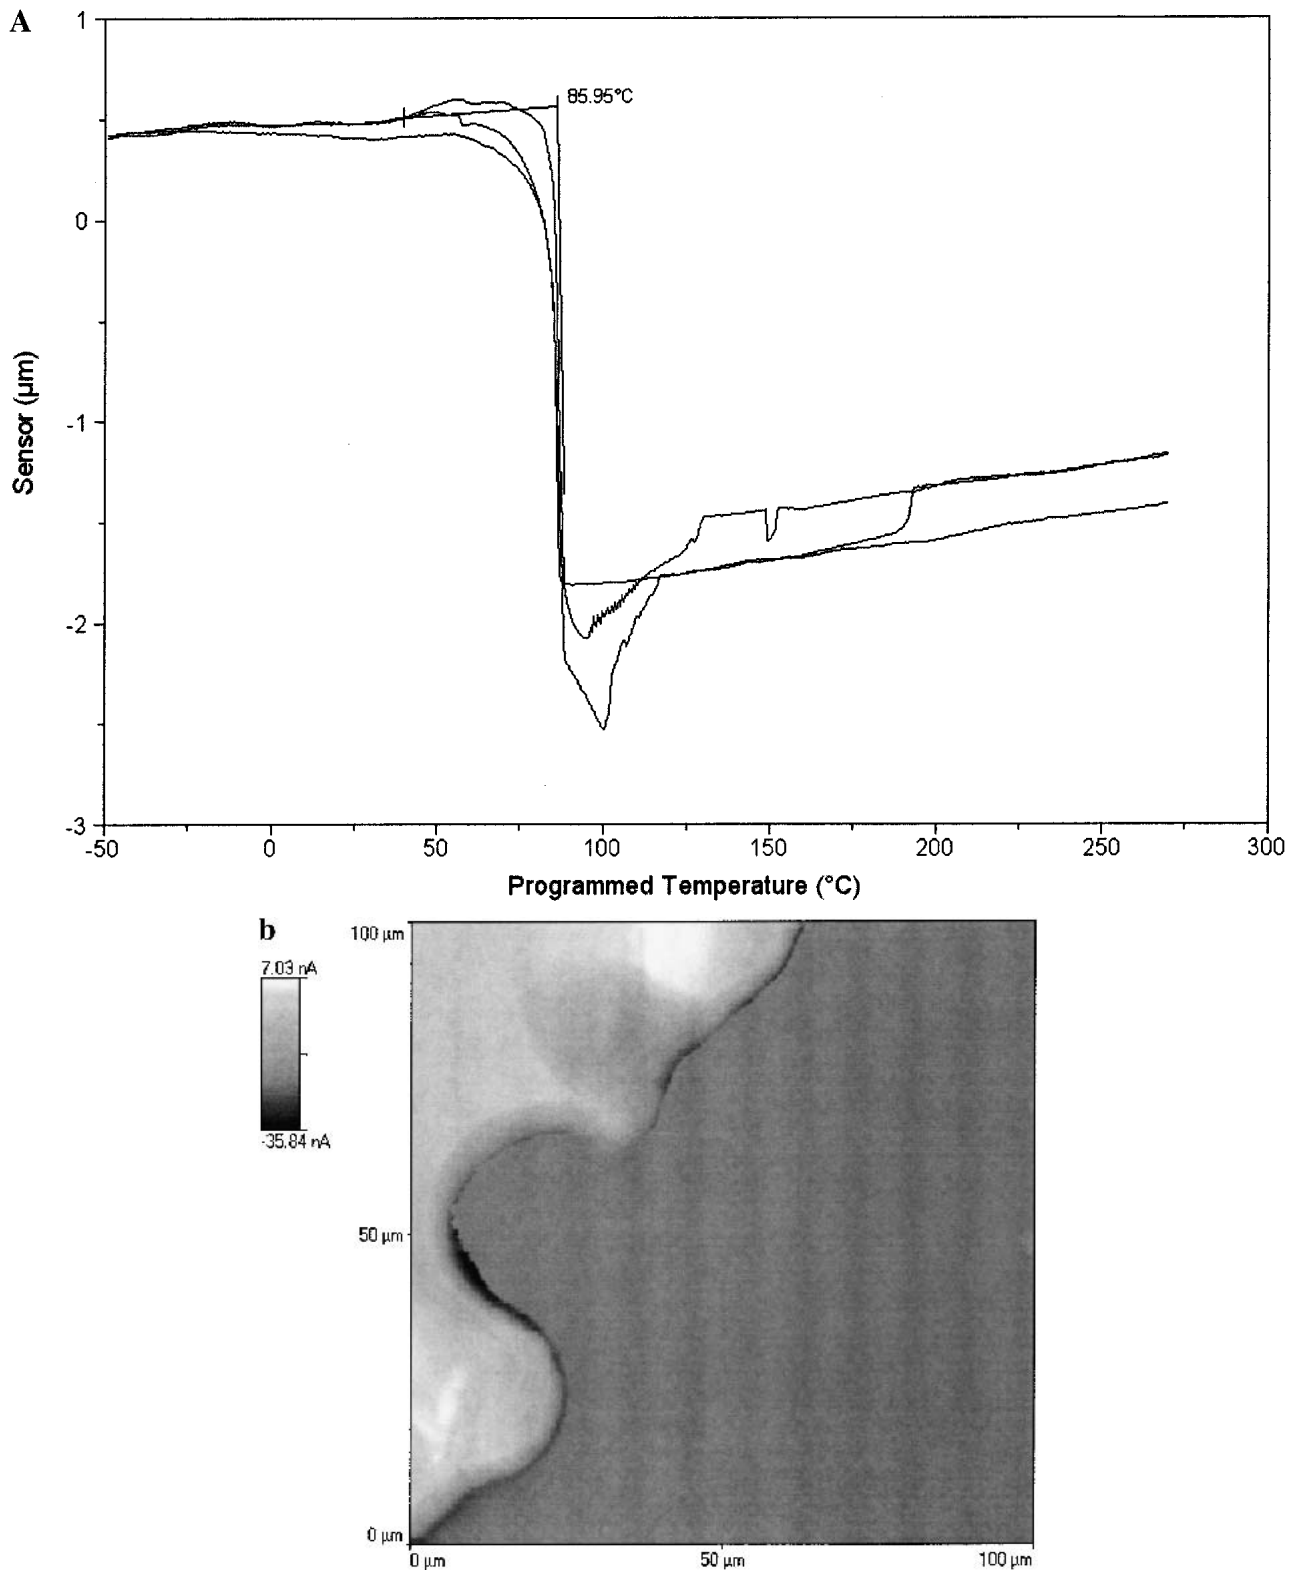 A
1
0
-1
-2
-3
Sensor (µm)
85.95°C
-50
0
50
100
150
200
250
300
Programmed Temperature (°C)
b
7.03 nA
-35.84 nA
100 µm
50 µm
0 µm
0 µm
50 µm
100 µm